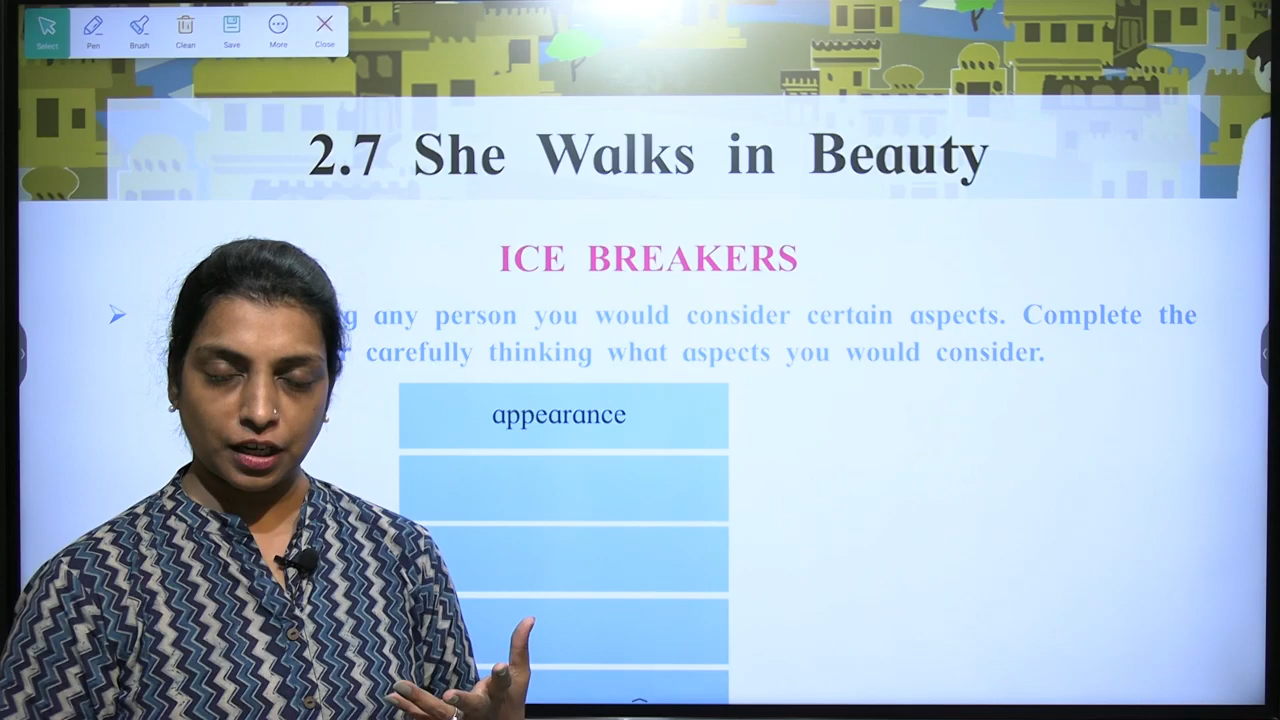 Select Pen Brush Clean Save More Close
2.7 She Walks in Beauty
ICE BREAKERS
any person you would consider certain aspects. Complete the
carefully thinking what aspects you would consider.
appearance